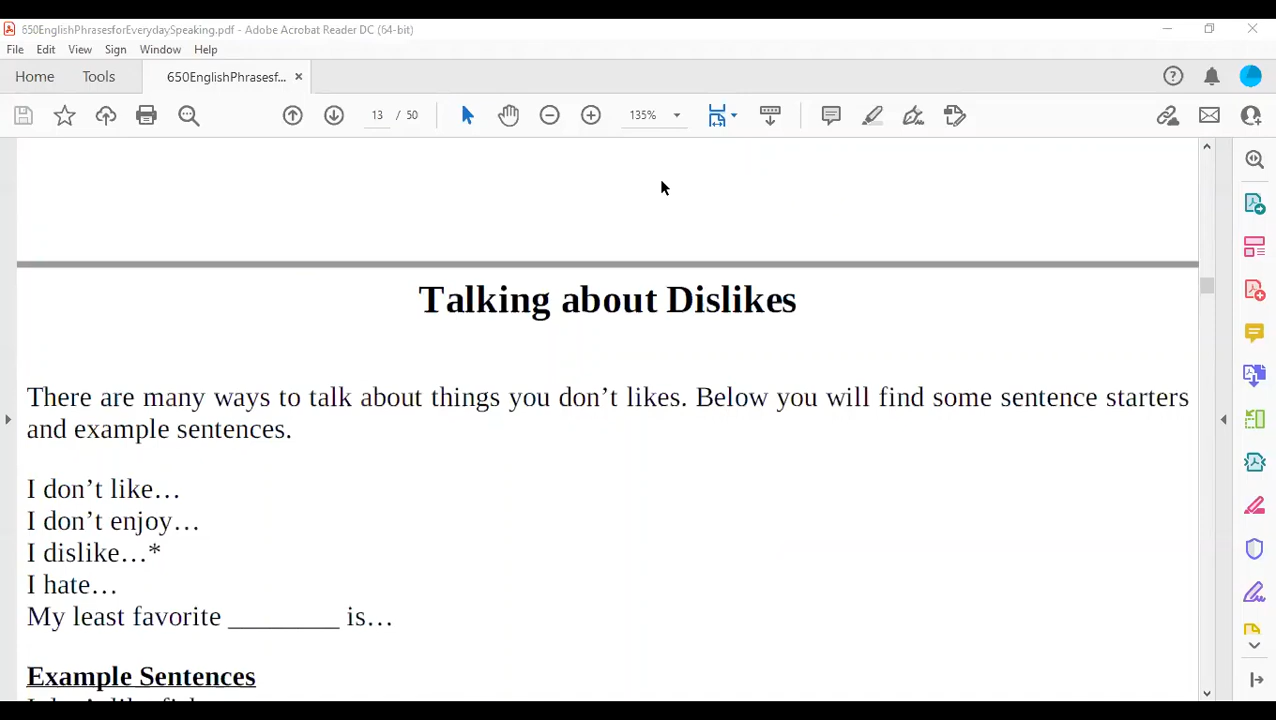 650EnglishPhrasesforEverydaySpeaking.pdf - Adobe Acrobat Reader DC (64-bit)
File Edit View Sign Window Help
Home Tools 650EnglishPhrasesf... ×
13 / 50 135%
Talking about Dislikes
There are many ways to talk about things you don’t likes. Below you will find some sentence starters
and example sentences.
I don’t like…
I don’t enjoy…
I dislike…*
I hate…
My least favorite ________ is…
Example Sentences